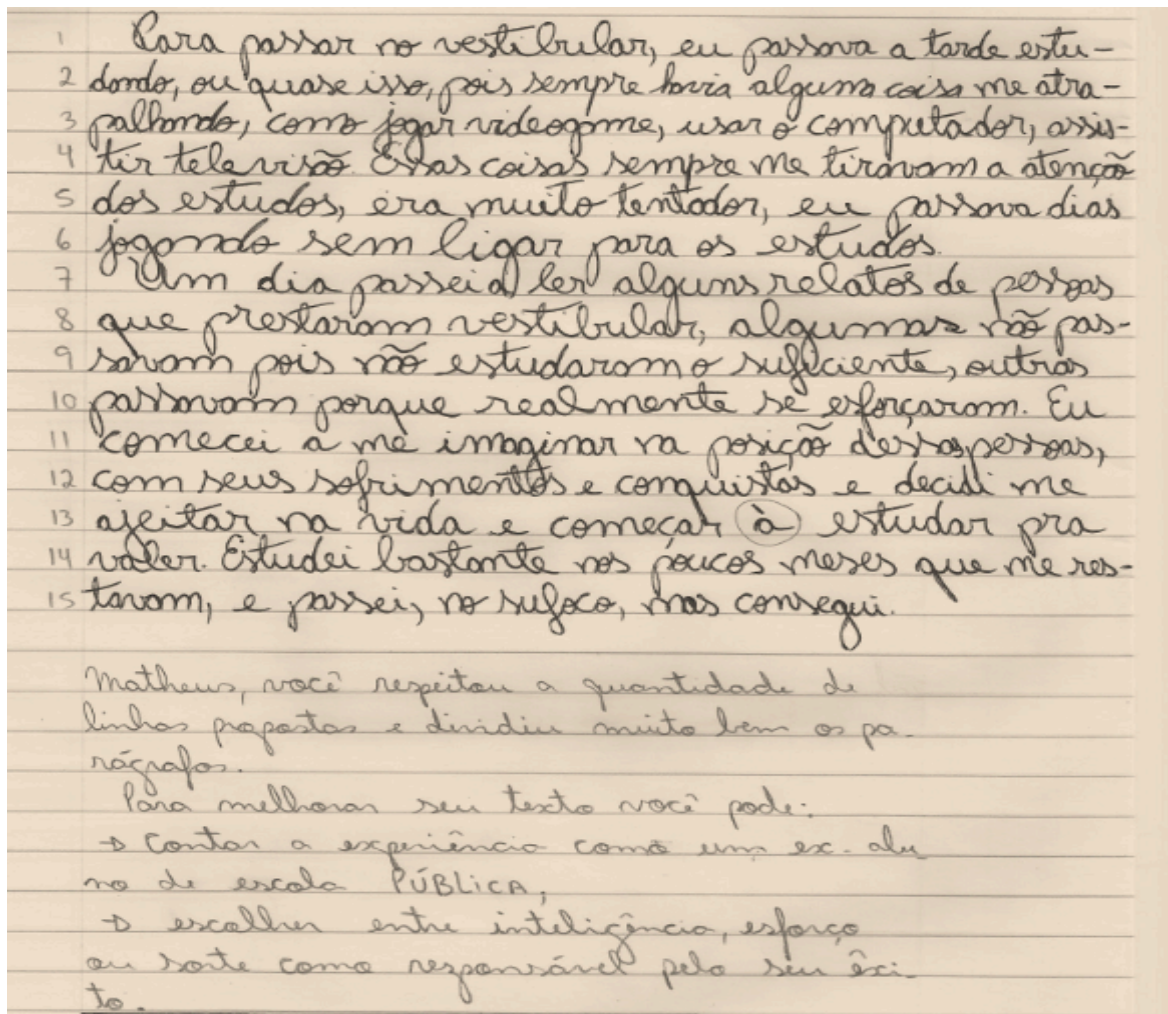 1 Para passar no vestibular, eu passava a tarde estu-
2 dando, ou quase isso, pois sempre havia alguma coisa me atra-
3 palhando, como jogar videogame, usar o computador, assis-
4 tir televisão. Essas coisas sempre me tiravam a atenção
5 dos estudos, era muito tentador, eu passava dias
6 jogando sem ligar para os estudos.
7 Um dia passei a ler alguns relatos de pessoas
8 que prestaram vestibular, algumas não pas-
9 savam pois não estudaram o suficiente, outras
10 passavam porque realmente se esforçaram. Eu
11 comecei a me imaginar na posição dessas pessoas,
12 com seus sofrimentos e conquistas e decidi me
13 ajeitar na vida e começar à estudar pra
14 valer. Estudei bastante nos poucos meses que me res-
15 tavam, e passei, no sufoco, mas consegui.
Matheus, você respeitou a quantidade de
linhas propostas e dividiu muito bem os pa-
rágrafos.
Para melhorar seu texto você pode:
→ Contar a experiência como um ex-alu
no de escola PÚBLICA,
→ escolher entre inteligência, esforço
ou sorte como responsável pelo seu êxi-
to.